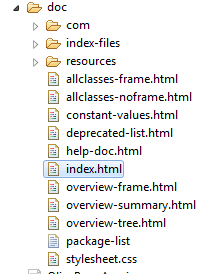 doc
com
index-files
resources
allclasses-frame.html
allclasses-noframe.html
constant-values.html
deprecated-list.html
help-doc.html
index.html
overview-frame.html
overview-summary.html
overview-tree.html
package-list
stylesheet.css